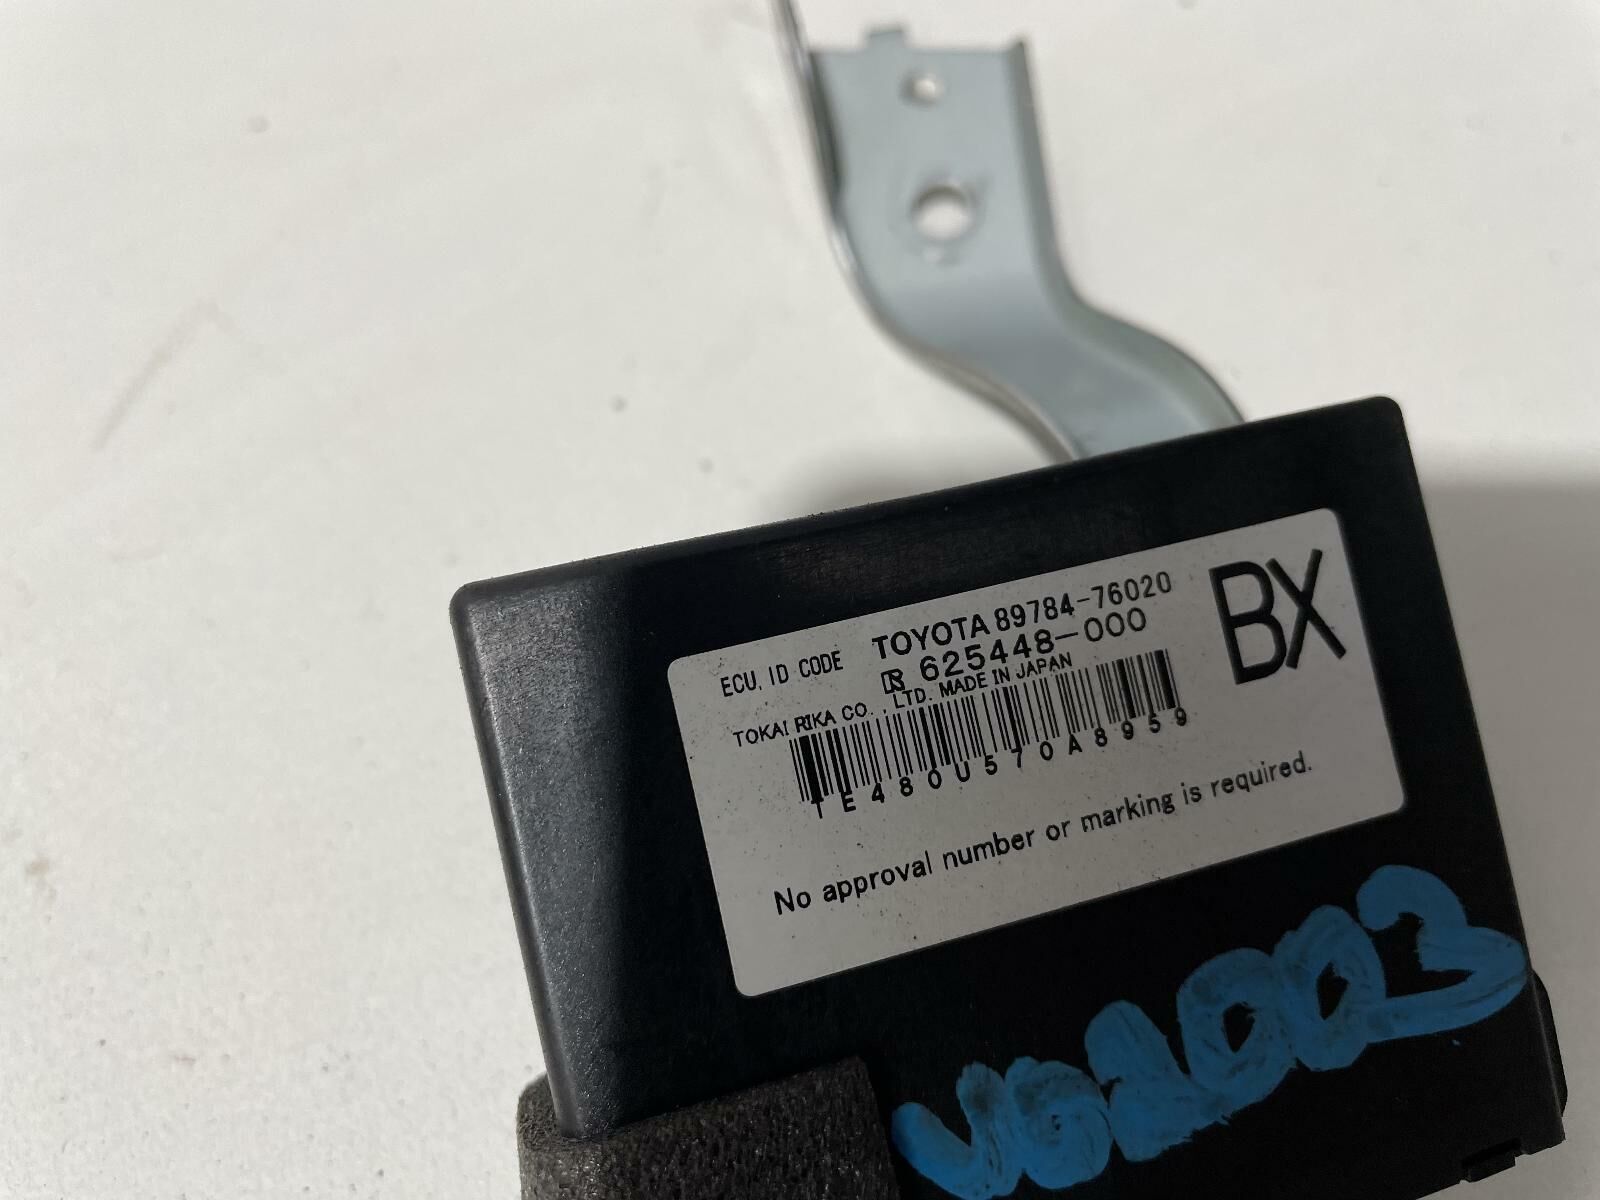 ECU, ID CODE TOYOTA 89784-76020
625448-000
BX
TOKAI RIKA CO., LTD. MADE IN JAPAN
TE480U570A8959
No approval number or marking is required.